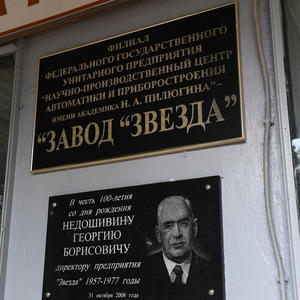 ФИЛИАЛ
ФЕДЕРАЛЬНОГО ГОСУДАРСТВЕННОГО
УНИТАРНОГО ПРЕДПРИЯТИЯ
"НАУЧНО-ПРОИЗВОДСТВЕННЫЙ ЦЕНТР
АВТОМАТИКИ И ПРИБОРОСТРОЕНИЯ
ИМЕНИ АКАДЕМИКА Н. А. ПИЛЮГИНА"–
"ЗАВОД "ЗВЕЗДА"
В честь 100-летия
со дня рождения
НЕДОШИВИНУ
ГЕОРГИЮ
БОРИСОВИЧУ
директору предприятия
"Звезда" 1957-1977 годы
31 октября 2008 года